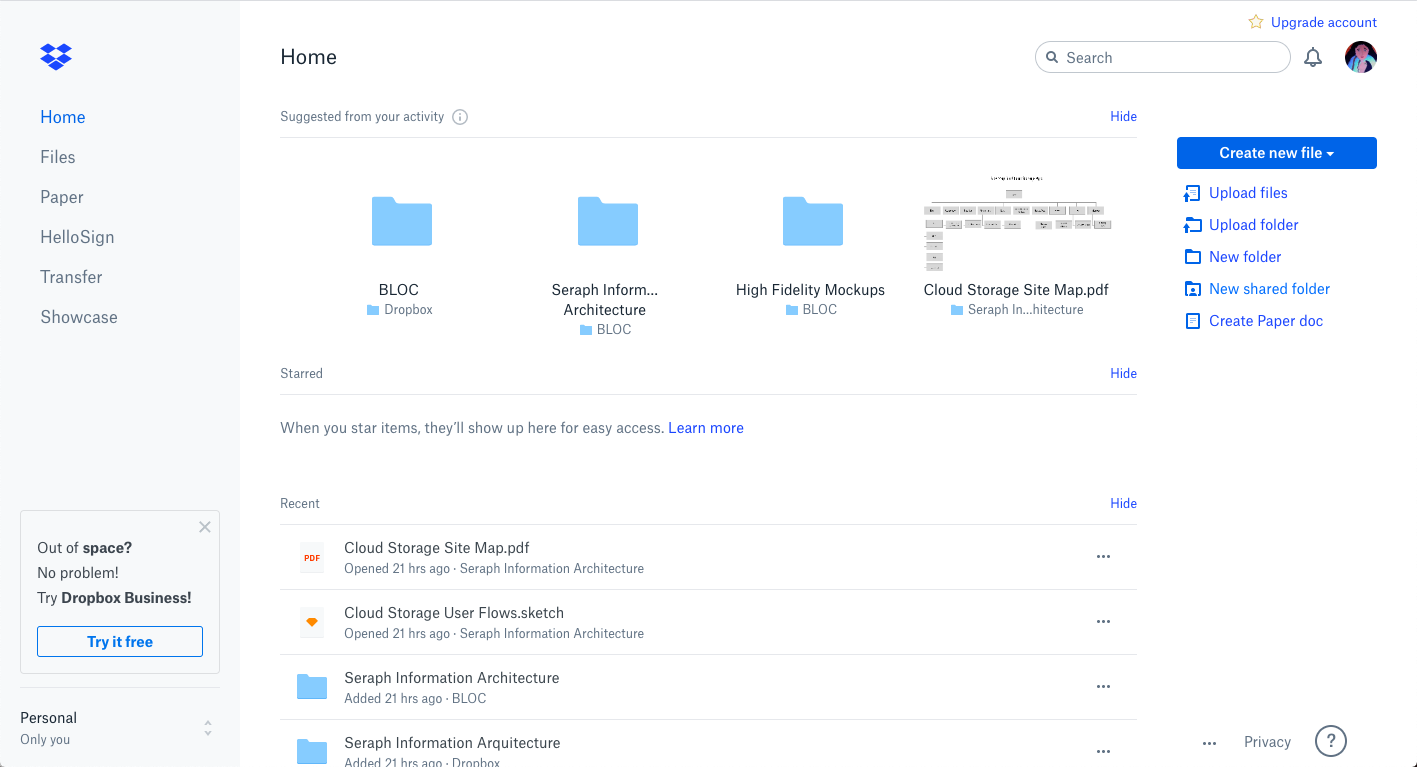 Upgrade account
Home
Search
Home
Files
Paper
HelloSign
Transfer
Showcase
Out of space?
No problem!
Try Dropbox Business!
Try it free
Personal
Only you
Suggested from your activity
Hide
BLOC
Dropbox
Seraph Inform...
Architecture
BLOC
High Fidelity Mockups
BLOC
Cloud Storage Site Map.pdf
Seraph In...hitecture
Starred
Hide
When you star items, they'll show up here for easy access. Learn more
Recent
Hide
PDF
Cloud Storage Site Map.pdf
Opened 21 hrs ago · Seraph Information Architecture
Cloud Storage User Flows.sketch
Opened 21 hrs ago · Seraph Information Architecture
Seraph Information Architecture
Added 21 hrs ago · BLOC
Seraph Information Arquitecture
Added 21 hrs ago · Dropbox
Create new file
Upload files
Upload folder
New folder
New shared folder
Create Paper doc
Privacy
?